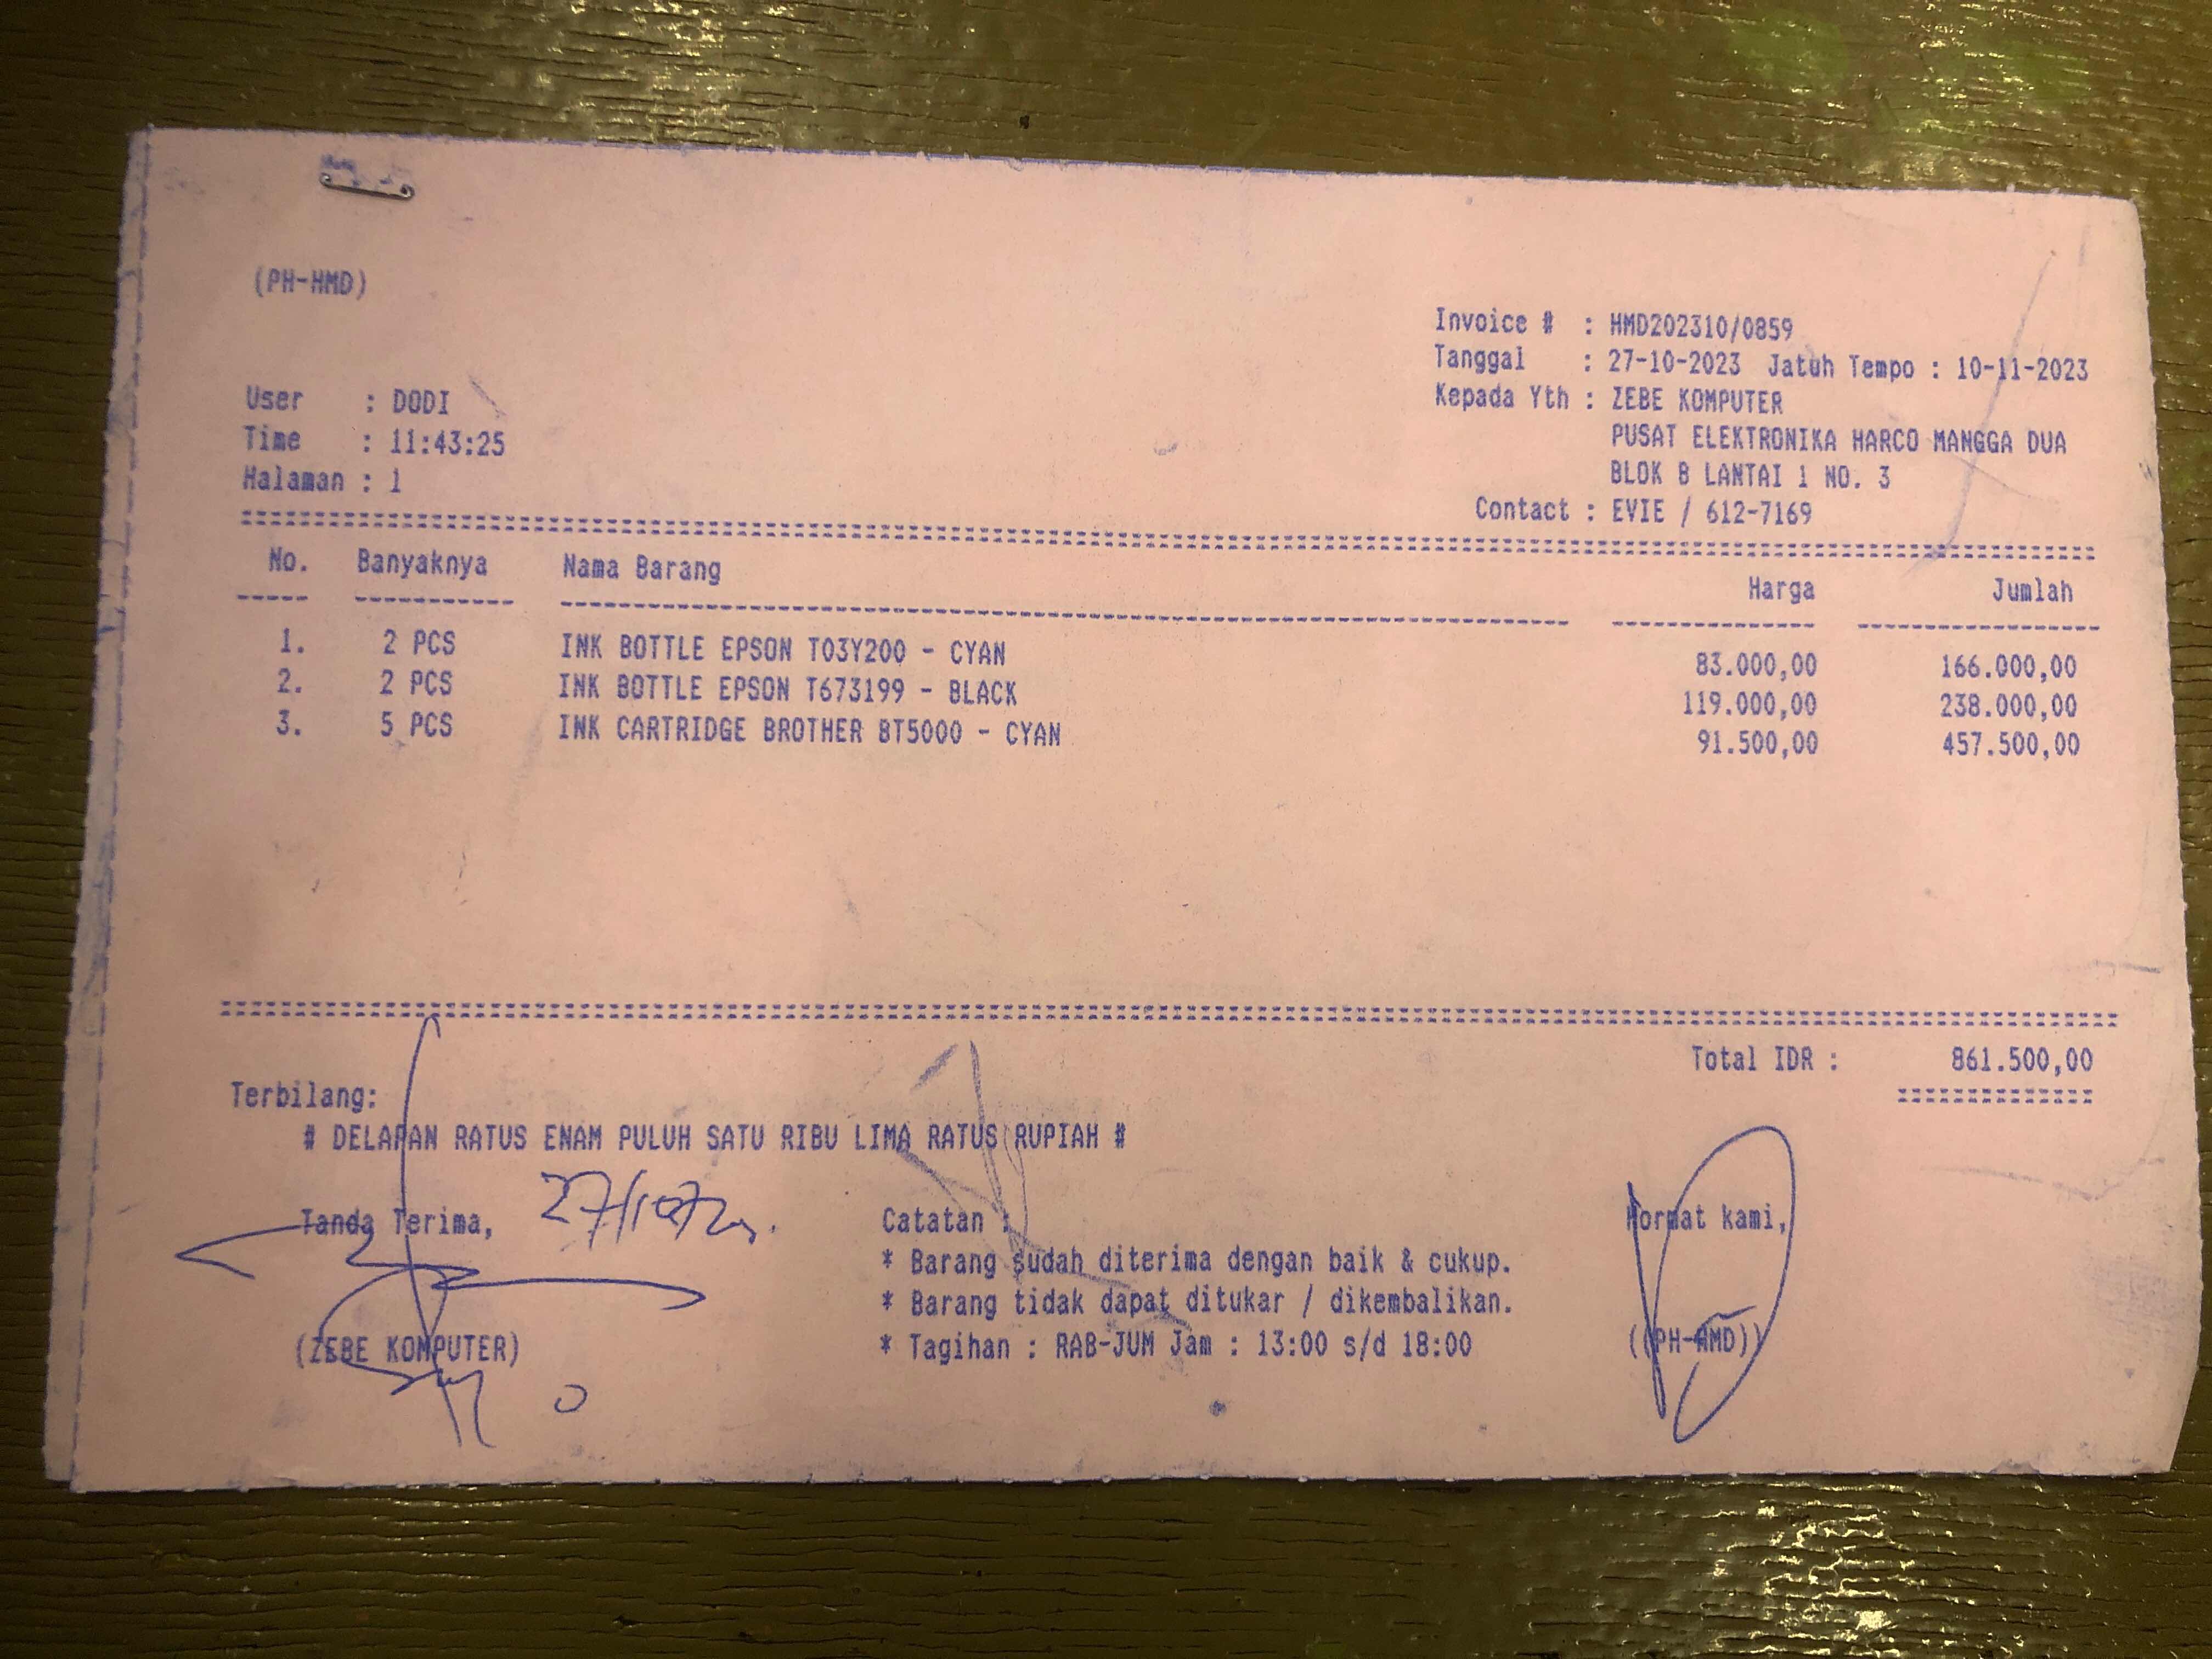 (PH-HMD)
Invoice # : HMD202310/0859
Tanggal : 27-10-2023 Jatuh Tempo : 10-11-2023
Kepada Yth : ZEBE KOMPUTER
PUSAT ELEKTRONIKA HARCO MANGGA DUA
BLOK B LANTAI 1 NO. 3
Contact : EVIE / 612-7169
User : DODI
Time : 11:43:25
Halaman : 1
No. Banyaknya Nama Barang Harga Jumlah
1. 2 PCS INK BOTTLE EPSON T03Y200 - CYAN 83.000,00 166.000,00
2. 2 PCS INK BOTTLE EPSON T673199 - BLACK 119.000,00 238.000,00
3. 5 PCS INK CARTRIDGE BROTHER BT5000 - CYAN 91.500,00 457.500,00
Total IDR : 861.500,00
Terbilang:
# DELAPAN RATUS ENAM PULUH SATU RIBU LIMA RATUS RUPIAH #
Tanda Terima,
(ZEBE KOMPUTER)
Catatan :
* Barang sudah diterima dengan baik & cukup.
* Barang tidak dapat ditukar / dikembalikan.
* Tagihan : RAB-JUM Jam : 13:00 s/d 18:00
Hormat kami,
((PH-HMD))